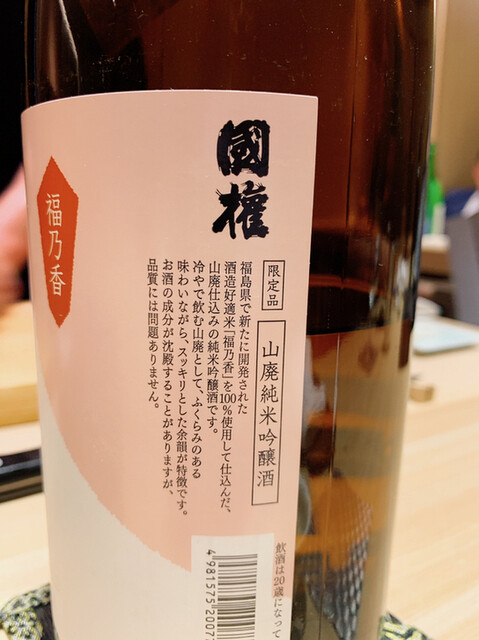 國権
限定品
山廃純米吟醸酒
福島県で新たに開発された
酒造好適米「福乃香」を100%使用して仕込んだ、
山廃仕込みの純米吟醸酒です。
冷やで飲む山廃として、ふくらみのある
味わいながら、スッキリとした余韻が特徴です。
お酒の成分が沈殿することがありますが、
品質には問題ありません。
福乃香
飲酒は20歳になって
49815752007